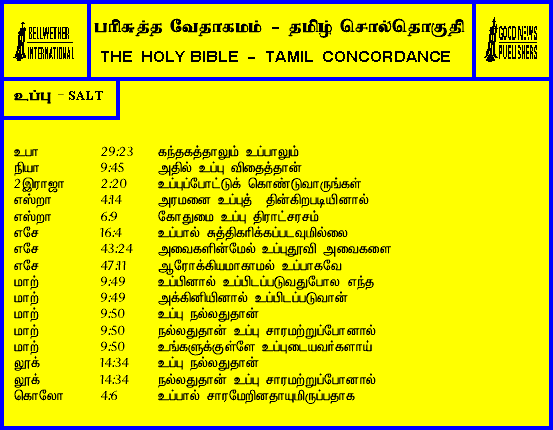 BELLWETHER
INTERNATIONAL
பரிசுத்த வேதாகமம் - தமிழ் சொல்தொகுதி
THE HOLY BIBLE - TAMIL CONCORDANCE
GOOD NEWS
PUBLISHERS
உப்பு - SALT
உபா 29:23 கந்தகத்தாலும் உப்பாலும்
நியா 9:45 அதில் உப்பு விதைத்தான்
2இராஜா 2:20 உப்புப்போட்டுக் கொண்டுவாருங்கள்
எஸ்றா 4:14 அரமனை உப்புத் தின்கிறபடியினால்
எஸ்றா 6:9 கோதுமை உப்பு திராட்சரசம்
எசே 16:4 உப்பால் சுத்திகரிக்கப்படவுமில்லை
எசே 43:24 அவைகளின்மேல் உப்புதூவி அவைகளை
எசே 47:11 ஆரோக்கியமாகாமல் உப்பாகவே
மாற் 9:49 உப்பினால் உப்பிடப்படுவதுபோல எந்த
மாற் 9:49 அக்கினியினால் உப்பிடப்படுவான்
மாற் 9:50 உப்பு நல்லதுதான்
மாற் 9:50 நல்லதுதான் உப்பு சாரமற்றுப்போனால்
மாற் 9:50 உங்களுக்குள்ளே உப்புடையவர்களாய்
லூக் 14:34 உப்பு நல்லதுதான்
லூக் 14:34 நல்லதுதான் உப்பு சாரமற்றுப்போனால்
கொலோ 4:6 உப்பால் சாரமேறினதாயுமிருப்பதாக